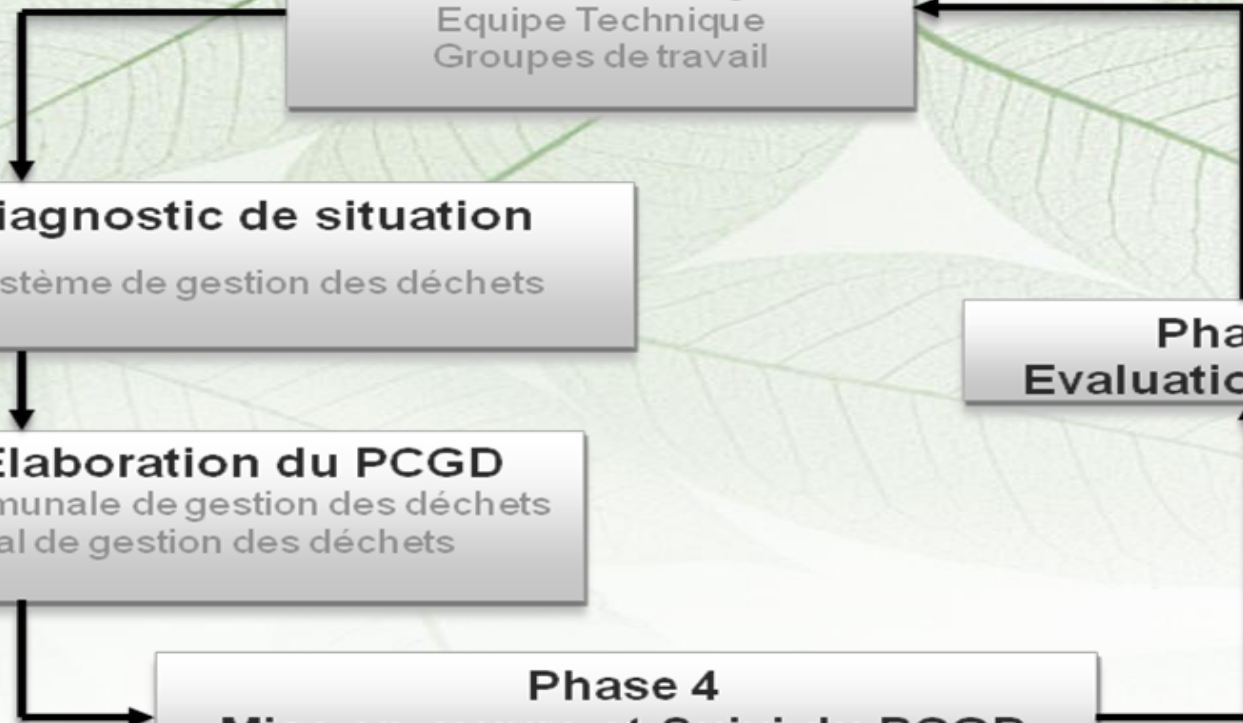 Equipe Technique
Groupes de travail
iagnostic de situation
stème de gestion des déchets
Pha
Evaluatio
Elaboration du PCGD
munale de gestion des déchets
al de gestion des déchets
Phase 4